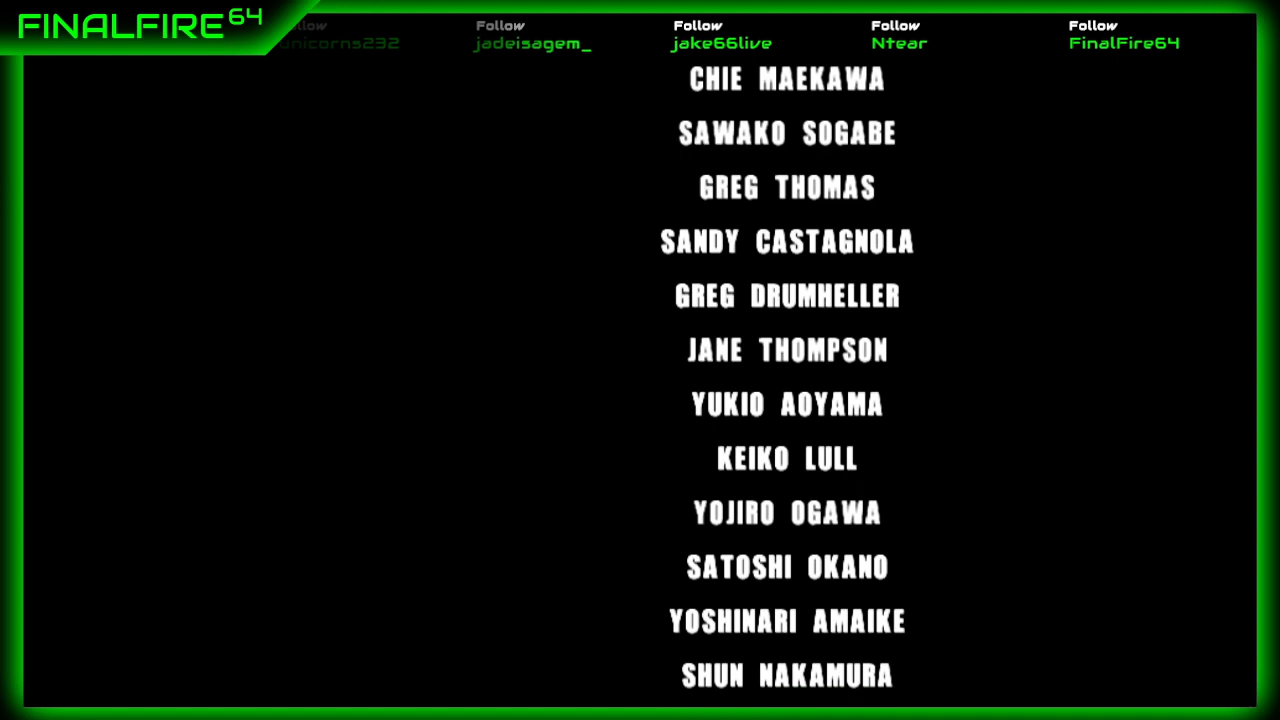 FINALFIRE64
Follow Follow Follow Follow
unicorns232 jadeisagem_ jake66live Ntear FinalFire64
CHIE MAEKAWA
SAWAKO SOGABE
GREG THOMAS
SANDY CASTAGNOLA
GREG DRUMHELLER
JANE THOMPSON
YUKIO AOYAMA
KEIKO LULL
YOJIRO OGAWA
SATOSHI OKANO
YOSHINARI AMAIKE
SHUN NAKAMURA